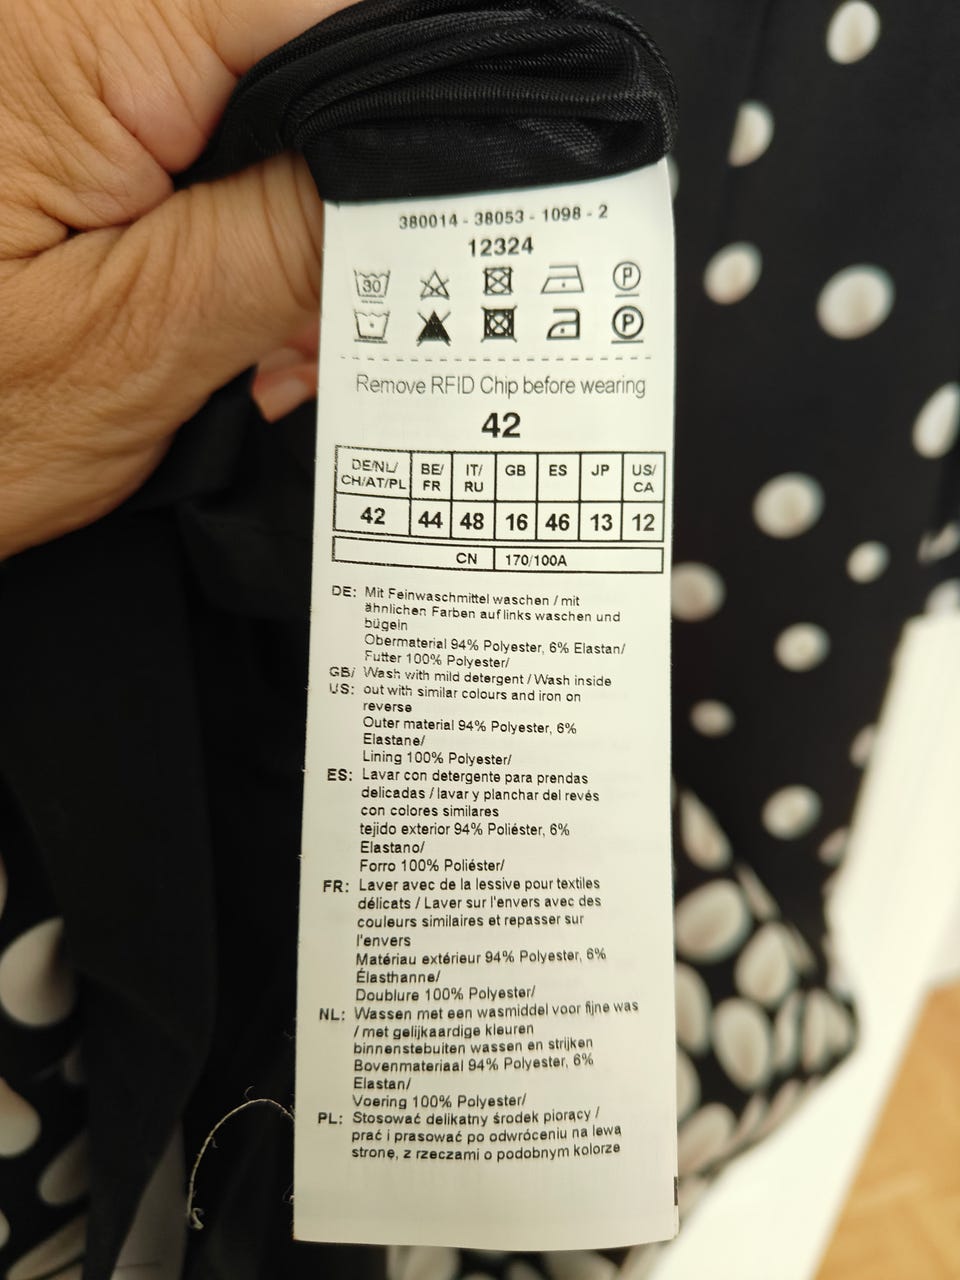 380014 - 38053 - 1098 - 2
12324
30
P
P
Remove RFID Chip before wearing
42
DE/NL/ CH/AT/PL BE/ FR IT/ RU GB ES JP US/ CA
42 44 48 16 46 13 12
CN 170/100A
DE: Mit Feinwaschmittel waschen / mit
ähnlichen Farben auf links waschen und
bügeln
Obermaterial 94% Polyester, 6% Elastan/
Futter 100% Polyester/
GB/ Wash with mild detergent / Wash inside
US: out with similar colours and iron on
reverse
Outer material 94% Polyester, 6%
Elastane/
Lining 100% Polyester/
ES: Lavar con detergente para prendas
delicadas / lavar y planchar del revés
con colores similares
tejido exterior 94% Poliéster, 6%
Elastano/
Forro 100% Poliéster/
FR: Laver avec de la lessive pour textiles
délicats / Laver sur l'envers avec des
couleurs similaires et repasser sur
l'envers
Matériau extérieur 94% Polyester, 6%
Élasthanne/
Doublure 100% Polyester/
NL: Wassen met een wasmiddel voor fijne was
/ met gelijkaardige kleuren
binnenstebuiten wassen en strijken
Bovenmateriaal 94% Polyester, 6%
Elastan/
Voering 100% Polyester/
PL: Stosować delikatny środek piorący /
prać i prasować po odwróceniu na lewą
stronę, z rzeczami o podobnym kolorze